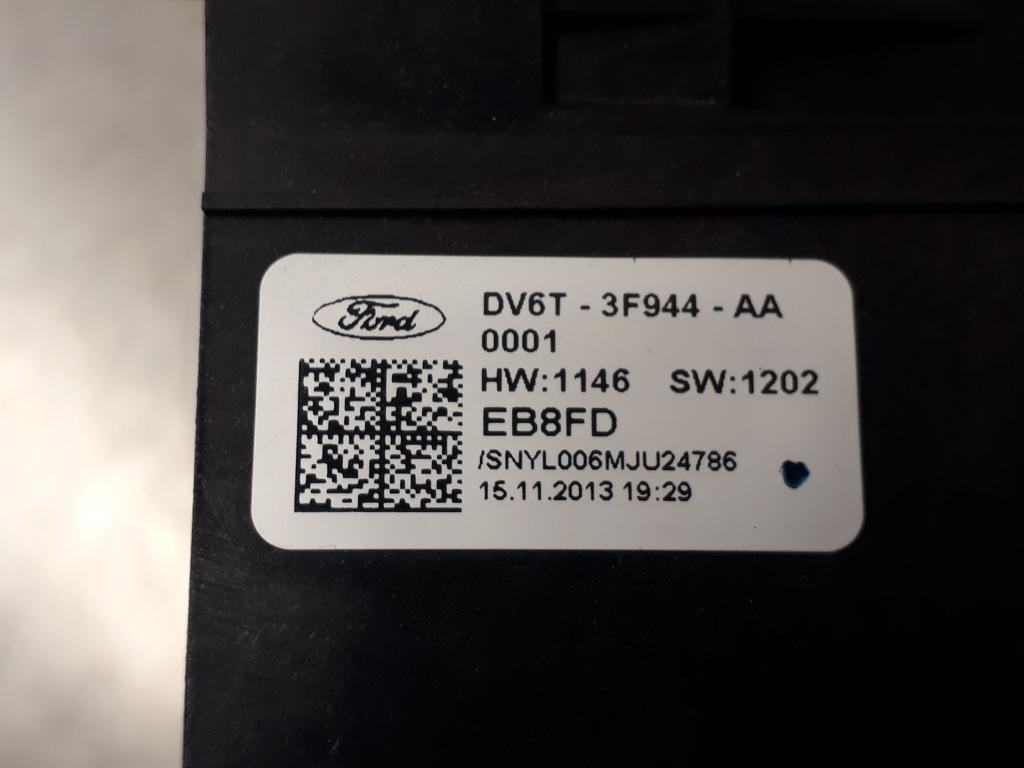 Ford
DV6T - 3F944 - AA
0001
HW:1146 SW:1202
EB8FD
/SNYL006MJU24786
15.11.2013 19:29